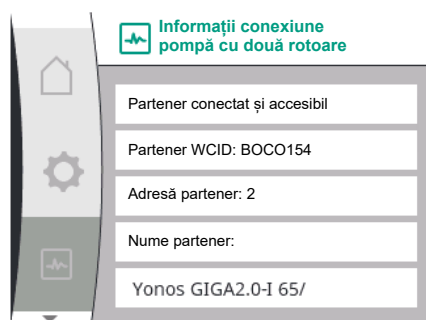 Informații conexiune
pompă cu două rotoare
Partener conectat și accesibil
Partener WCID: BOCO154
Adresă partener: 2
Nume partener:
Yonos GIGA2.0-I 65/